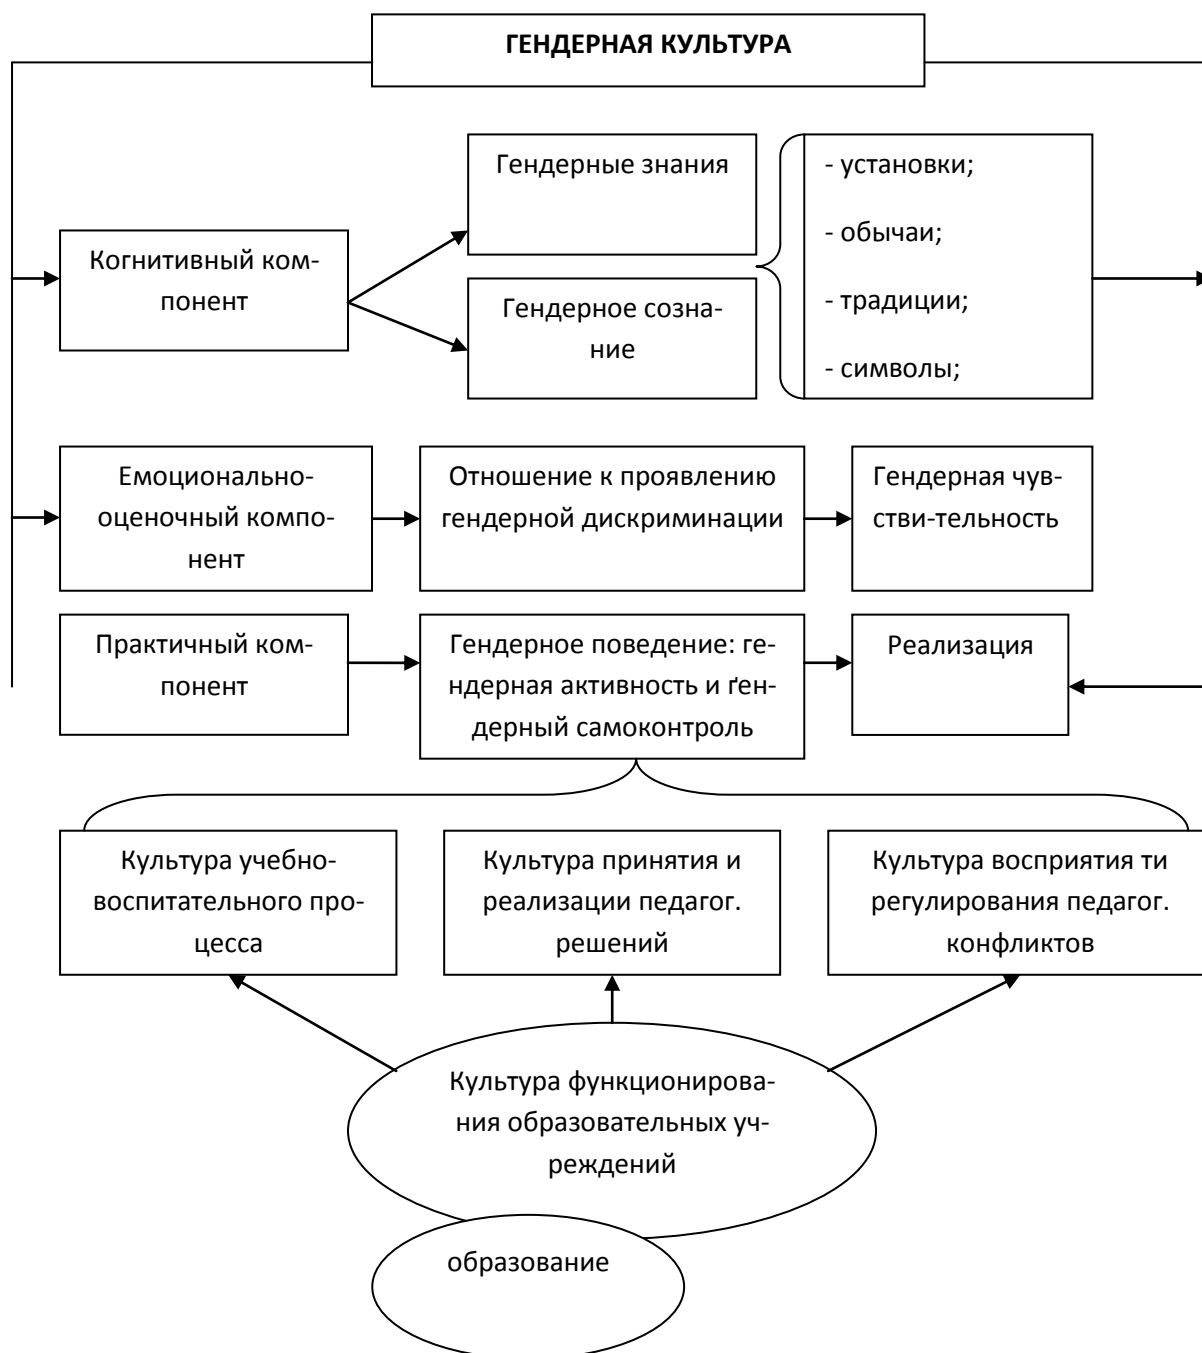 ГЕНДЕРНАЯ КУЛЬТУРА
Когнитивный ком-
понент
Гендерные знания
Гендерное созна-
ние
- установки;
- обычаи;
- традиции;
- символы;
Емоционально-
оценочный компо-
нент
Отношение к проявлению
гендерной дискриминации
Гендерная чув-
стви-тельность
Практичный ком-
понент
Гендерное поведение: ге-
ндерная активность и ґен-
дерный самоконтроль
Реализация
Культура учебно-
воспитательного про-
цесса
Культура принятия и
реализации педагог.
решений
Культура восприятия ти
регулирования педагог.
конфликтов
Культура функционирова-
ния образовательных уч-
реждений
образование